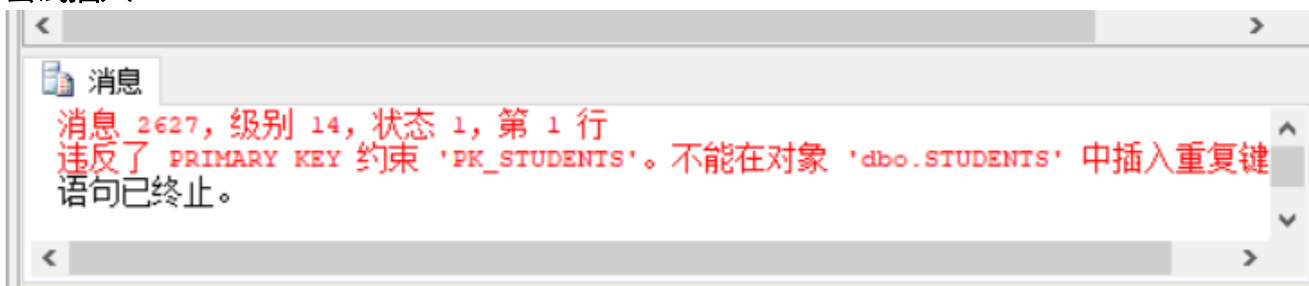 消息
消息 2627，级别 14，状态 1，第 1 行
违反了 PRIMARY KEY 约束 'PK_STUDENTS'。不能在对象 'dbo.STUDENTS' 中插入重复键
语句已终止。